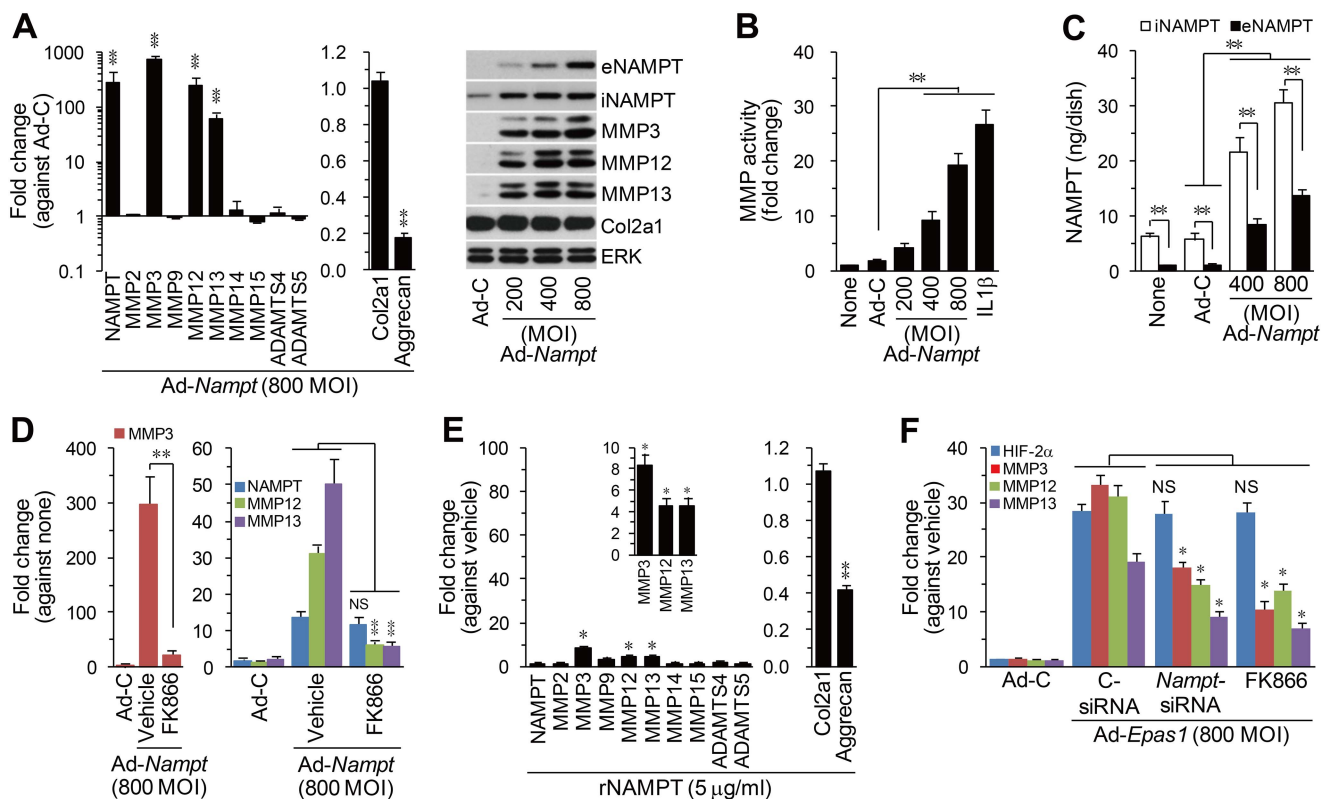 A
Fold change
(against Ad-C)
1000
100
10
1
0.1
**
**
**
**
NAMPT
MMP2
MMP3
MMP9
MMP12
MMP13
MMP14
MMP15
ADAMTS4
ADAMTS5
1.2
1.0
0.8
0.6
0.4
0.2
0.0
**
Col2a1
Aggrecan
Ad-Nampt (800 MOI)
eNAMPT
iNAMPT
MMP3
MMP12
MMP13
Col2a1
ERK
Ad-C
200
400
800
(MOI)
Ad-Nampt
B
MMP activity
(fold change)
40
30
20
10
0
**
None
Ad-C
200
400
800
IL1β
(MOI)
Ad-Nampt
C
iNAMPT
eNAMPT
NAMPT (ng/dish)
40
30
20
10
0
**
**
**
**
**
None
Ad-C
400
800
(MOI)
Ad-Nampt
D
Fold change
(against none)
MMP3
400
300
200
100
0
**
Ad-C
Vehicle
FK866
Ad-Nampt
(800 MOI)
60
50
40
30
20
10
0
NAMPT
MMP12
MMP13
NS
**
**
Ad-C
Vehicle
FK866
Ad-Nampt
(800 MOI)
E
Fold change
(against vehicle)
100
80
60
40
20
0
*
*
*
10
8
6
4
2
0
*
*
*
MMP3
MMP12
MMP13
NAMPT
MMP2
MMP3
MMP9
MMP12
MMP13
MMP14
MMP15
ADAMTS4
ADAMTS5
1.2
1.0
0.8
0.6
0.4
0.2
0.0
**
Col2a1
Aggrecan
rNAMPT (5 μg/ml)
F
Fold change
(against vehicle)
40
30
20
10
0
HIF-2α
MMP3
MMP12
MMP13
NS
*
*
*
NS
*
*
*
Ad-C
C-
siRNA
Nampt-
siRNA
FK866
Ad-Epas1 (800 MOI)